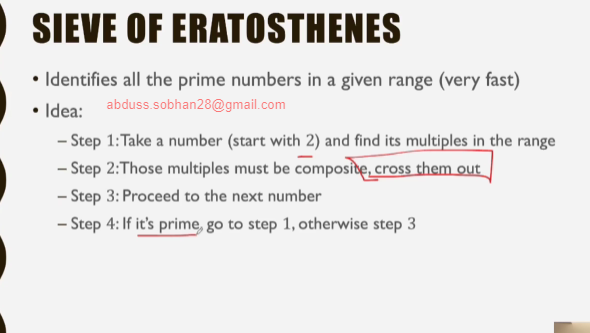 SIEVE OF ERATOSTHENES
• Identifies all the prime numbers in a given range (very fast)
• Idea:
abduss.sobhan28@gmail.com
– Step 1: Take a number (start with 2) and find its multiples in the range
– Step 2: Those multiples must be composite, cross them out
– Step 3: Proceed to the next number
– Step 4: If it's prime, go to step 1, otherwise step 3